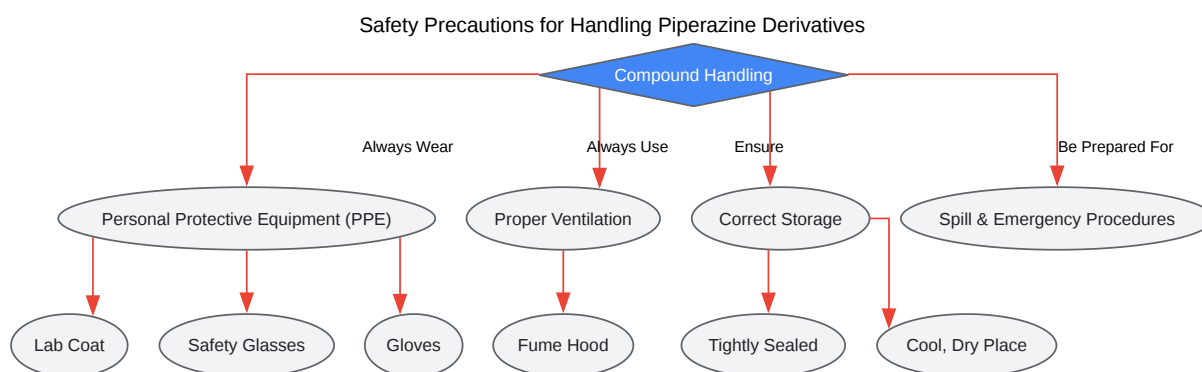 Safety Precautions for Handling Piperazine Derivatives
Compound Handling
Always Wear
Always Use
Ensure
Be Prepared For
Personal Protective Equipment (PPE)
Proper Ventilation
Correct Storage
Spill & Emergency Procedures
Lab Coat
Safety Glasses
Gloves
Fume Hood
Tightly Sealed
Cool, Dry Place